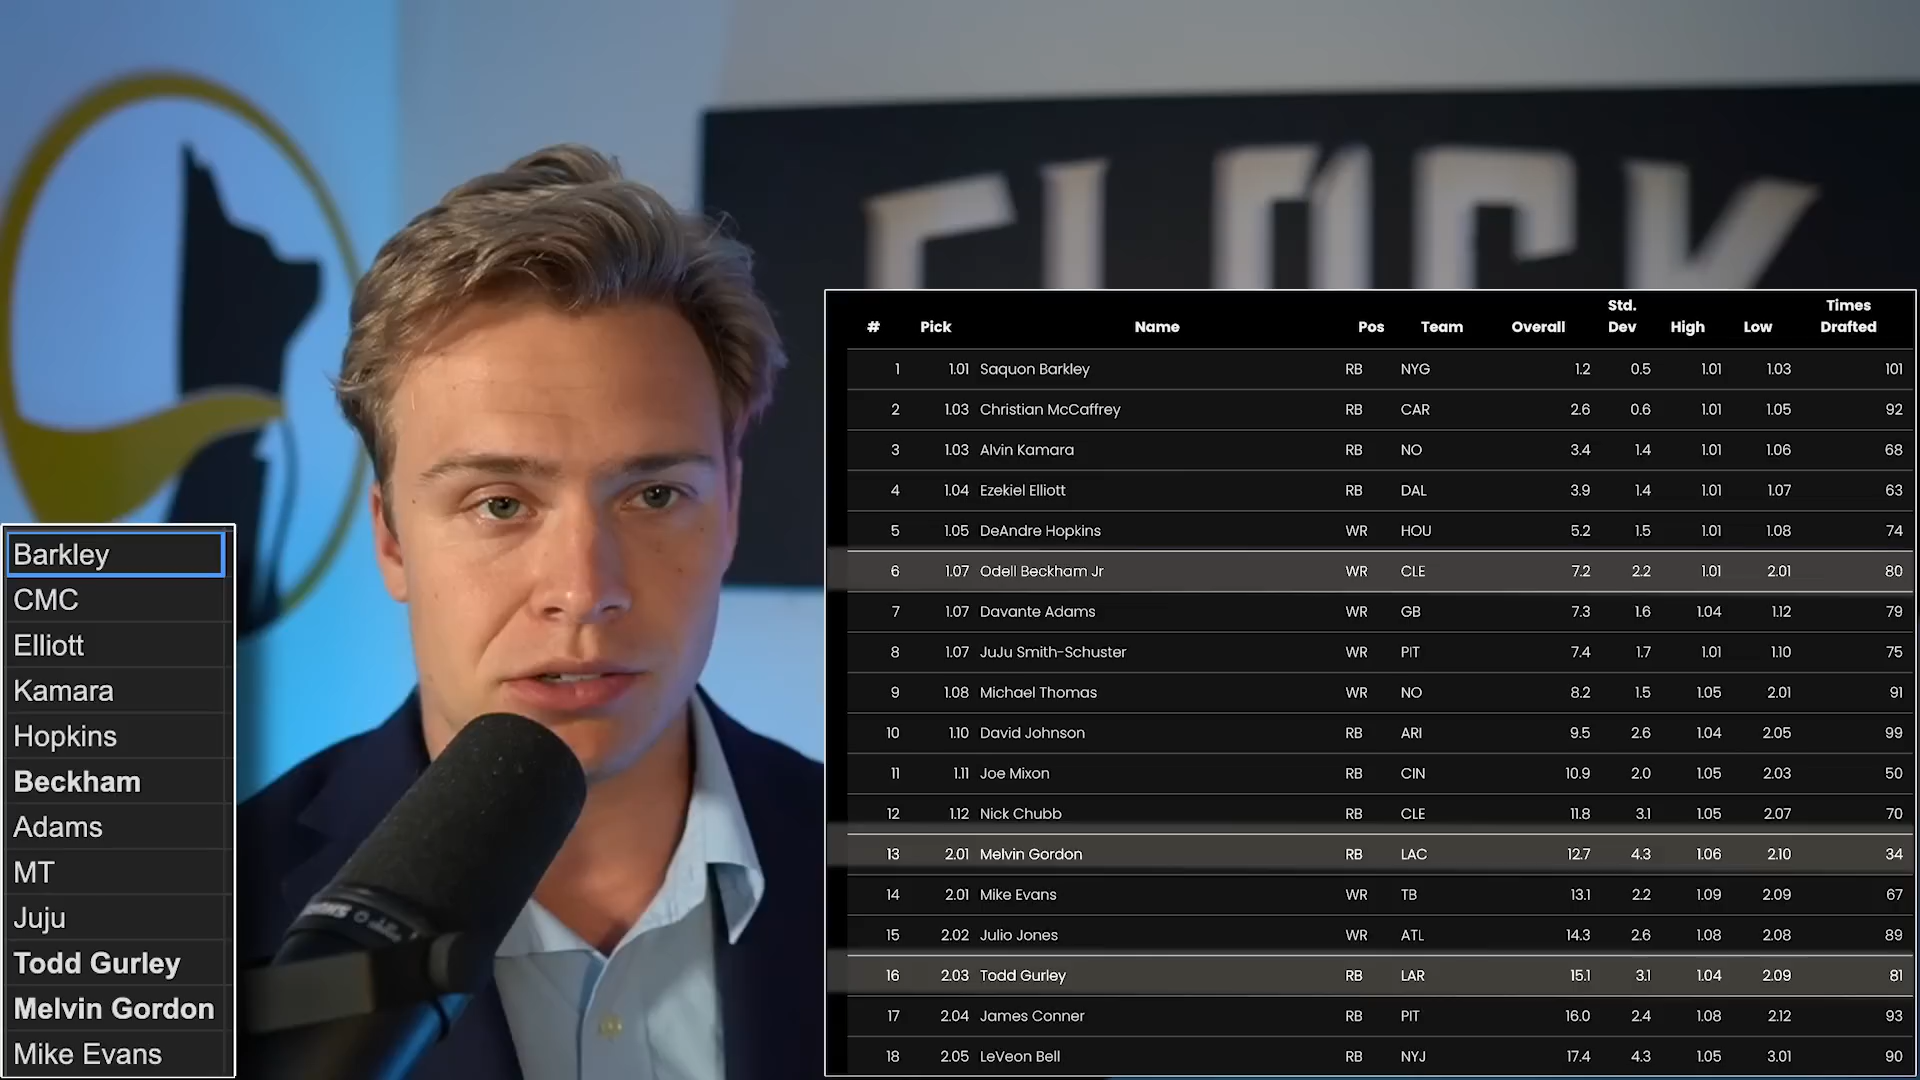 FLOCK
Barkley
CMC
Elliott
Kamara
Hopkins
Beckham
Adams
MT
Juju
Todd Gurley
Melvin Gordon
Mike Evans
# Pick Name Pos Team Overall Std. Dev High Low Times Drafted
1 1.01 Saquon Barkley RB NYG 1.2 0.5 1.01 1.03 101
2 1.03 Christian McCaffrey RB CAR 2.6 0.6 1.01 1.05 92
3 1.03 Alvin Kamara RB NO 3.4 1.4 1.01 1.06 68
4 1.04 Ezekiel Elliott RB DAL 3.9 1.4 1.01 1.07 63
5 1.05 DeAndre Hopkins WR HOU 5.2 1.5 1.01 1.08 74
6 1.07 Odell Beckham Jr WR CLE 7.2 2.2 1.01 2.01 80
7 1.07 Davante Adams WR GB 7.3 1.6 1.04 1.12 79
8 1.07 JuJu Smith-Schuster WR PIT 7.4 1.7 1.01 1.10 75
9 1.08 Michael Thomas WR NO 8.2 1.5 1.05 2.01 91
10 1.10 David Johnson RB ARI 9.5 2.6 1.04 2.05 99
11 1.11 Joe Mixon RB CIN 10.9 2.0 1.05 2.03 50
12 1.12 Nick Chubb RB CLE 11.8 3.1 1.05 2.07 70
13 2.01 Melvin Gordon RB LAC 12.7 4.3 1.06 2.10 34
14 2.01 Mike Evans WR TB 13.1 2.2 1.09 2.09 67
15 2.02 Julio Jones WR ATL 14.3 2.6 1.08 2.08 89
16 2.03 Todd Gurley RB LAR 15.1 3.1 1.04 2.09 81
17 2.04 James Conner RB PIT 16.0 2.4 1.08 2.12 93
18 2.05 LeVeon Bell RB NYJ 17.4 4.3 1.05 3.01 90